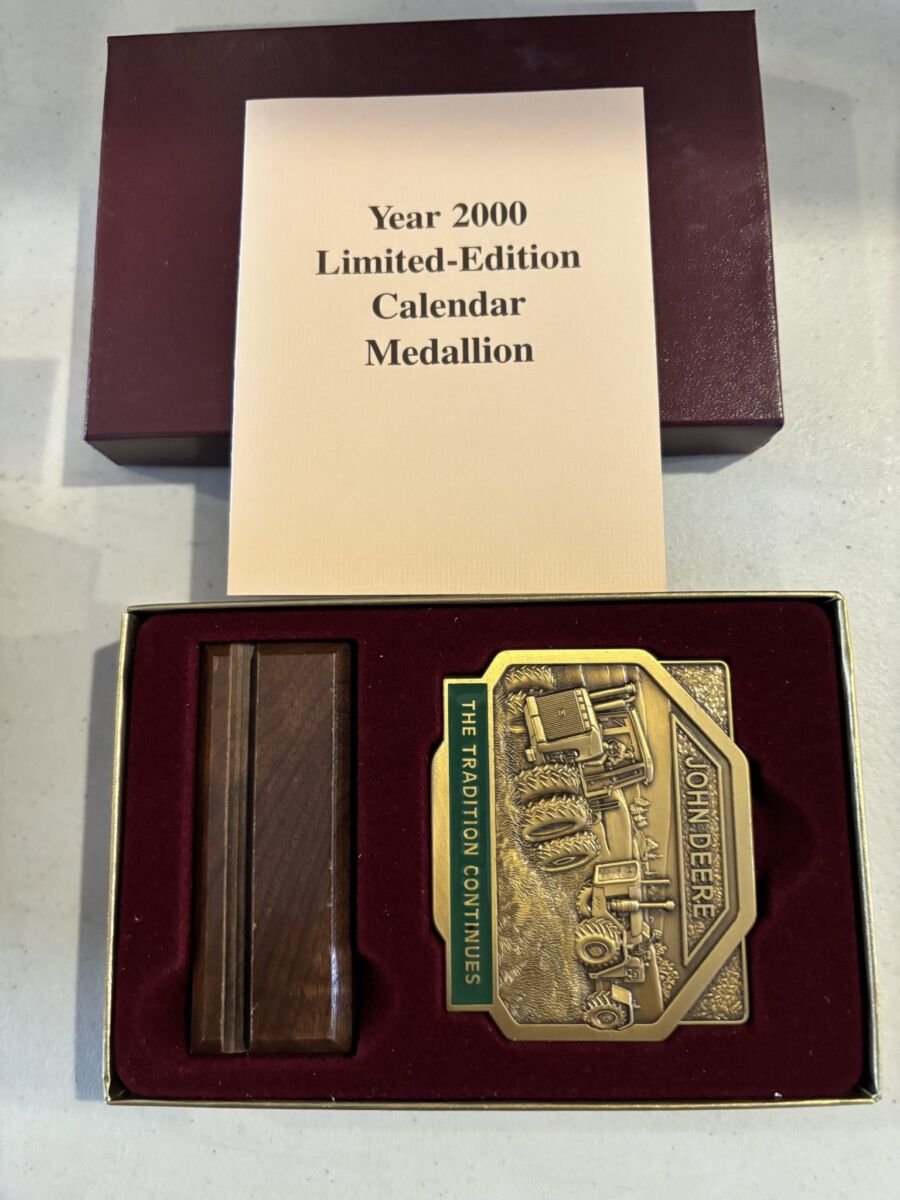 Year 2000
Limited-Edition
Calendar
Medallion
JOHN DEERE
THE TRADITION CONTINUES